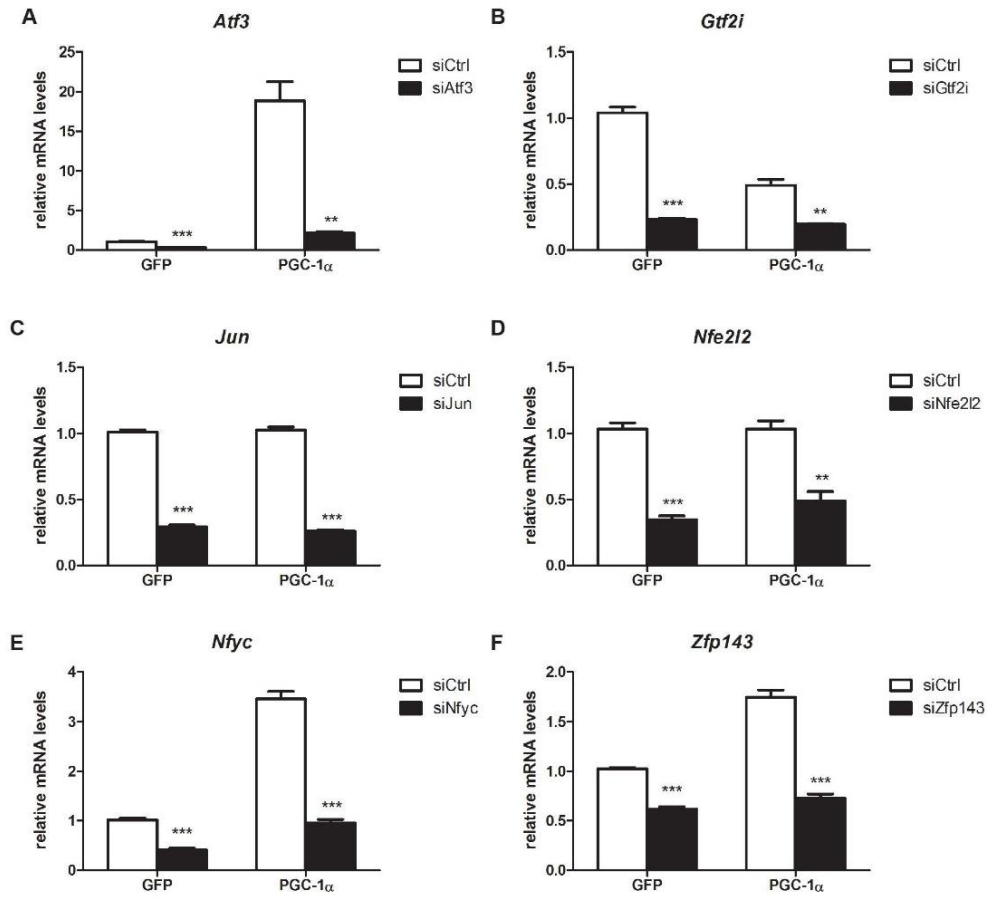 A
Atf3
relative mRNA levels
25
20
15
10
5
0
***
**
GFP
PGC-1α
siCtrl
siAtf3
B
Gtf2i
relative mRNA levels
1.5
1.0
0.5
0.0
***
**
GFP
PGC-1α
siCtrl
siGtf2i
C
Jun
relative mRNA levels
1.5
1.0
0.5
0.0
***
***
GFP
PGC-1α
siCtrl
siJun
D
Nfe2l2
relative mRNA levels
1.5
1.0
0.5
0.0
***
**
GFP
PGC-1α
siCtrl
siNfe2l2
E
Nfyc
relative mRNA levels
4
3
2
1
0
***
***
GFP
PGC-1α
siCtrl
siNfyc
F
Zfp143
relative mRNA levels
2.0
1.5
1.0
0.5
0.0
***
***
GFP
PGC-1α
siCtrl
siZfp143